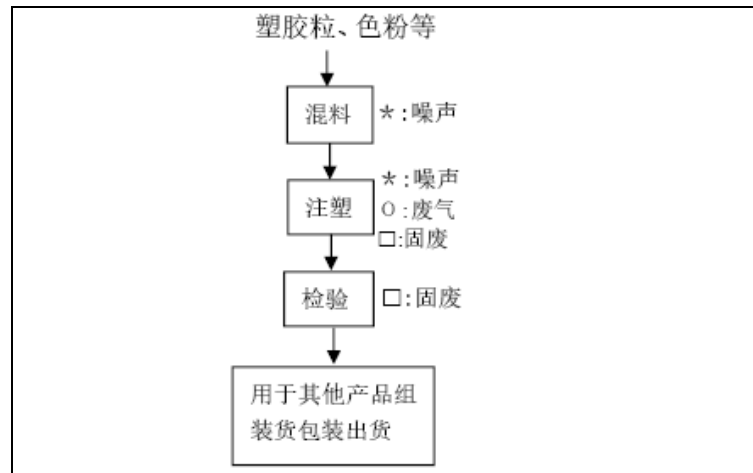 塑胶粒、色粉等
混料
*:噪声
注塑
*:噪声
O:废气
□:固废
检验
□:固废
用于其他产品组
装货包装出货